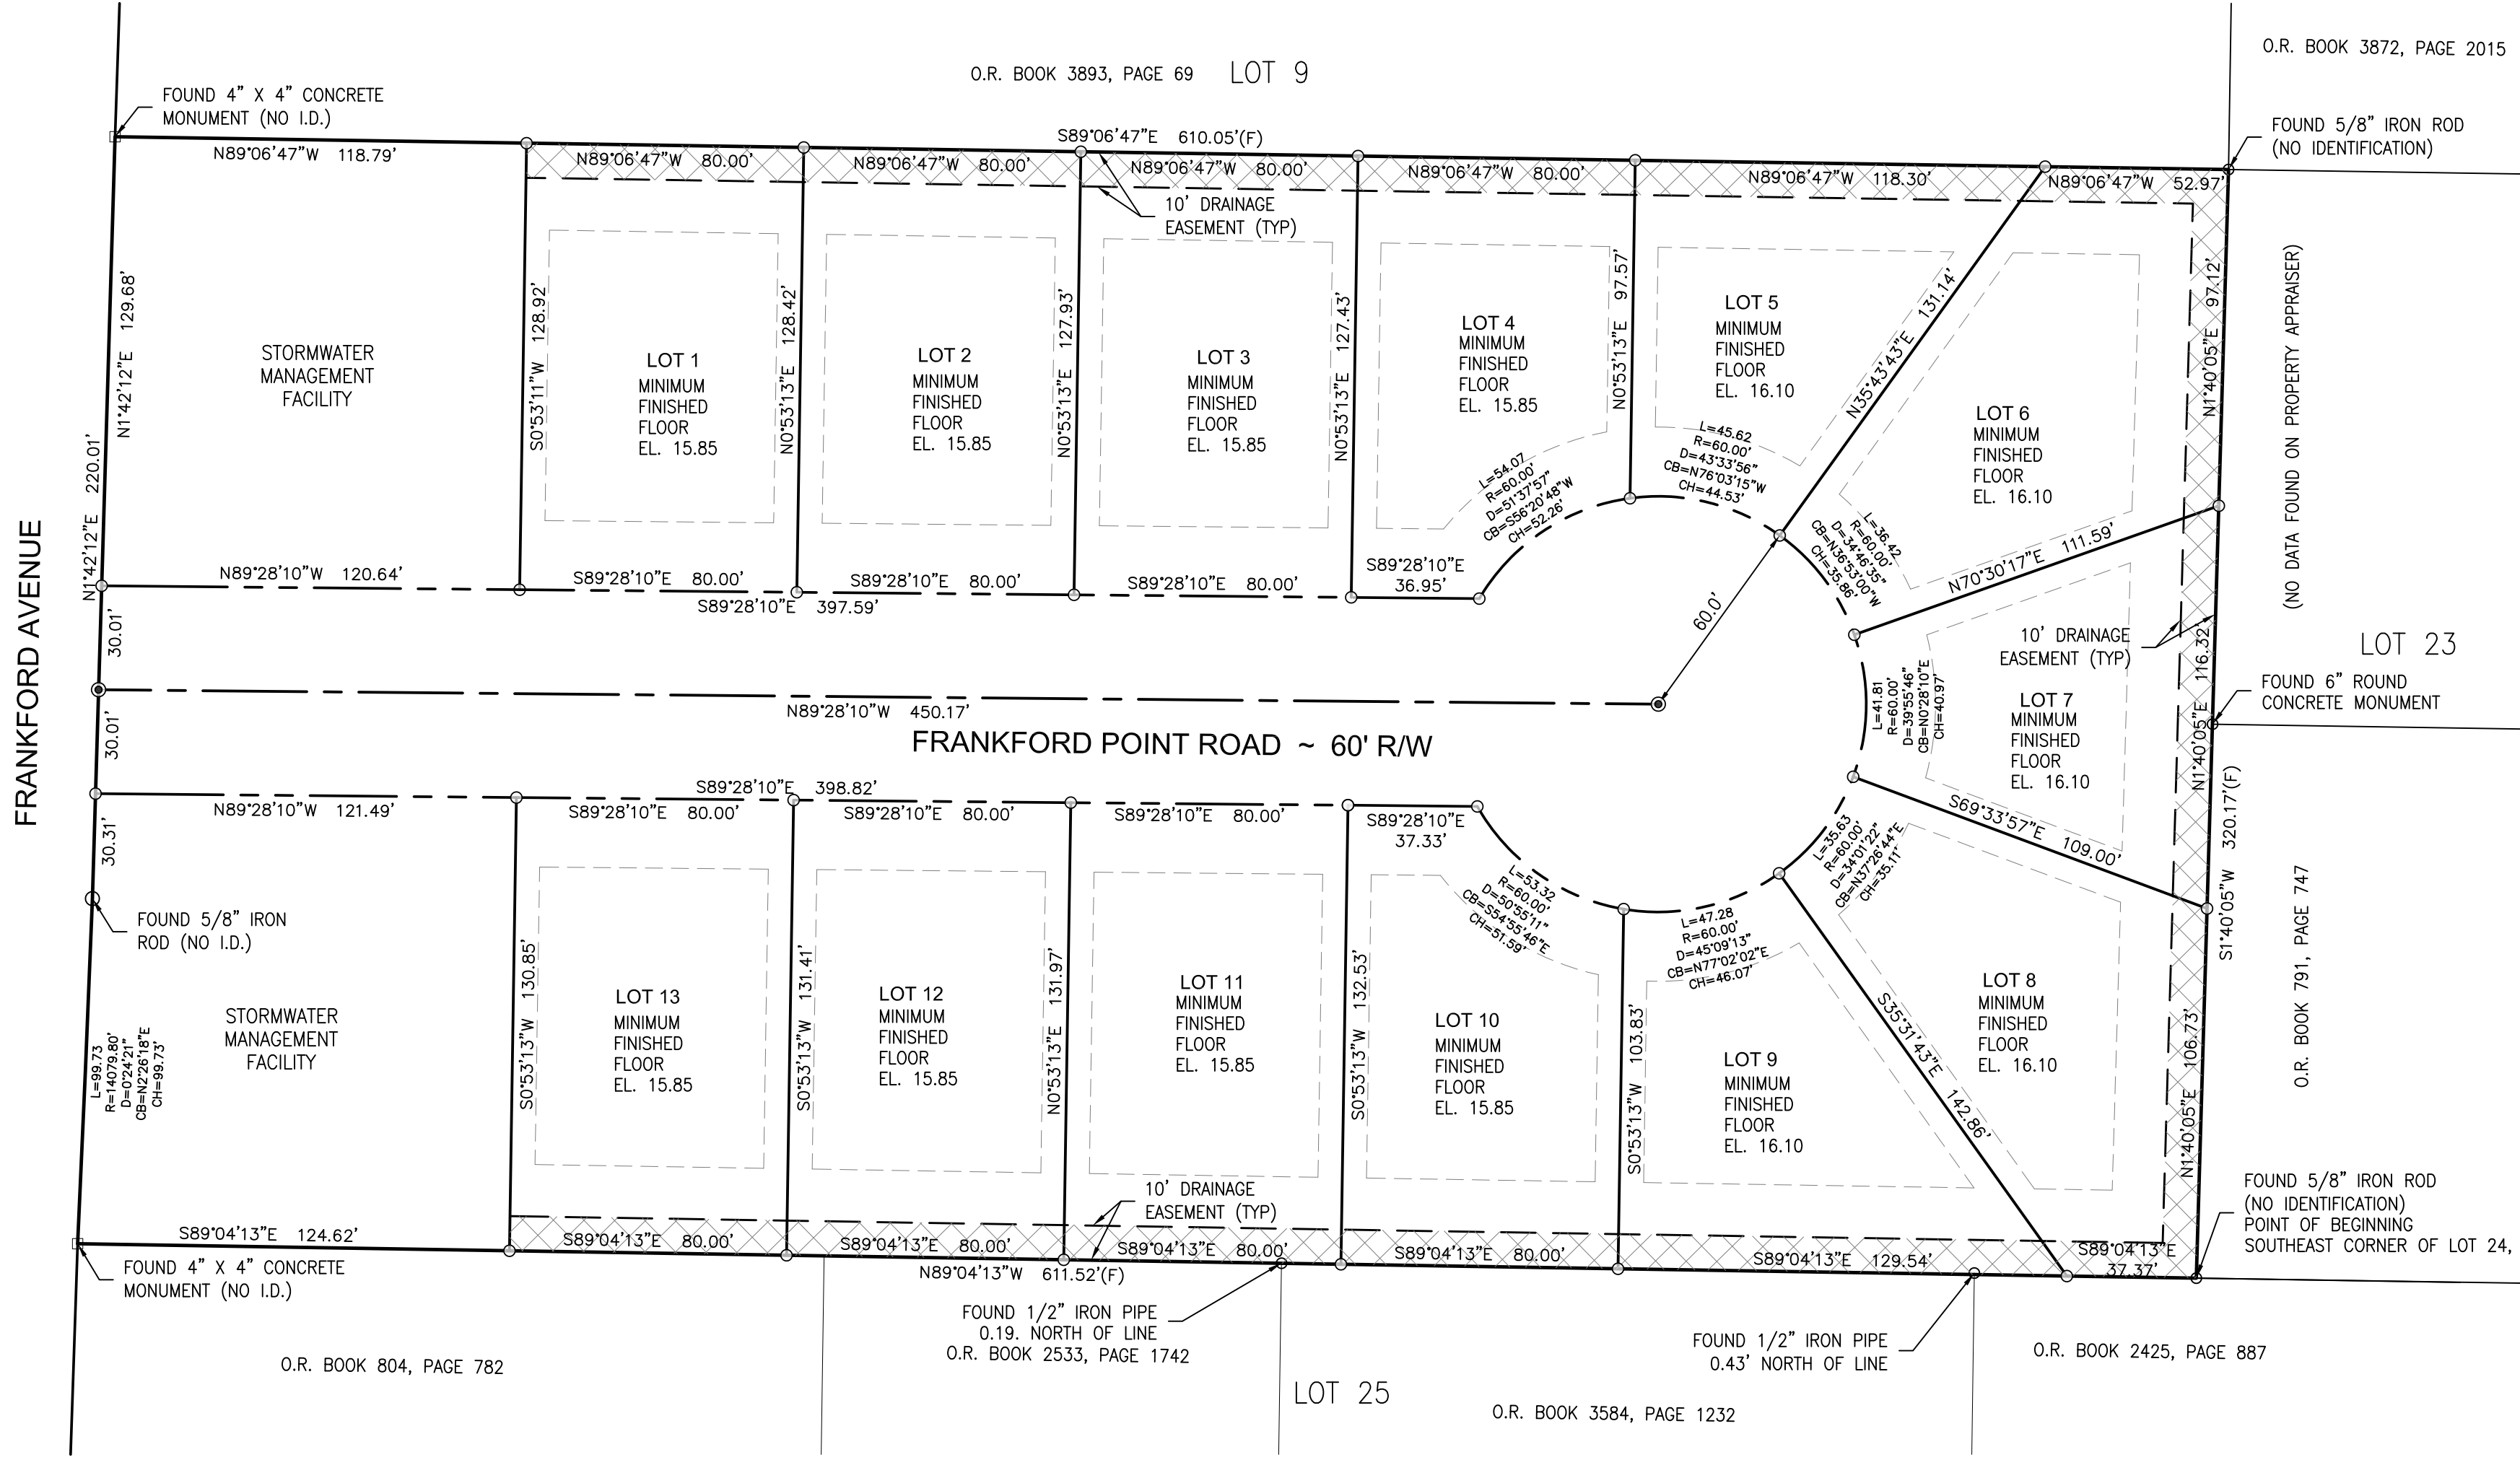 O.R. BOOK 3872, PAGE 2015
O.R. BOOK 3893, PAGE 69
LOT 9
FOUND 4” X 4” CONCRETE
MONUMENT (NO I.D.)
FOUND 5/8” IRON ROD
(NO IDENTIFICATION)
S89°06'47”E 610.05'(F)
N89°06'47”W 118.79'
N89°06'47”W 80.00'
N89°06'47”W 80.00'
N89°06'47”W 80.00'
N89°06'47”W 80.00'
N89°06'47”W 118.30'
N89°06'47”W 52.97'
10' DRAINAGE
EASEMENT (TYP)
N1°42'12”E 129.68'
STORMWATER
MANAGEMENT
FACILITY
S0°53'11”W 128.92'
LOT 1
MINIMUM
FINISHED
FLOOR
EL. 15.85
N0°53'13”E 128.42'
LOT 2
MINIMUM
FINISHED
FLOOR
EL. 15.85
N0°53'13”E 127.93'
LOT 3
MINIMUM
FINISHED
FLOOR
EL. 15.85
N0°53'13”E 127.43'
LOT 4
MINIMUM
FINISHED
FLOOR
EL. 15.85
N0°53'13”E 97.57'
LOT 5
MINIMUM
FINISHED
FLOOR
EL. 16.10
N35°43'43”E 131.14'
LOT 6
MINIMUM
FINISHED
FLOOR
EL. 16.10
N1°40'05”E 97.12'
(NO DATA FOUND ON PROPERTY APPRAISER)
L=54.07
R=60.00'
D=51°37'57”
CB=S56°20'48”W
CH=52.26'
L=45.62
R=60.00'
D=43°33'56”
CB=N76°03'15”W
CH=44.53'
L=36.42
R=60.00'
D=34°46'35”
CB=N36°53'00”W
CH=35.86'
N70°30'17”E 111.59'
N1°42'12”E 220.01'
FRANKFORD AVENUE
N89°28'10”W 120.64'
S89°28'10”E 80.00'
S89°28'10”E 80.00'
S89°28'10”E 80.00'
S89°28'10”E
36.95'
S89°28'10”E 397.59'
30.01'
60.0'
10' DRAINAGE
EASEMENT (TYP)
LOT 23
N1°40'05”E 116.32'
FOUND 6” ROUND
CONCRETE MONUMENT
L=41.81
R=60.00'
D=39°55'46”
CB=N0°28'10”E
CH=40.97'
LOT 7
MINIMUM
FINISHED
FLOOR
EL. 16.10
N89°28'10”W 450.17'
FRANKFORD POINT ROAD ~ 60' R/W
30.01'
S89°28'10”E 398.82'
N89°28'10”W 121.49'
S89°28'10”E 80.00'
S89°28'10”E 80.00'
S89°28'10”E 80.00'
S89°28'10”E
37.33'
S69°33'57”E 109.00'
S1°40'05”W 320.17'(F)
30.31'
L=53.32
R=60.00'
D=50°55'11”
CB=S54°55'46”E
CH=51.59'
L=47.28
R=60.00'
D=45°09'13”
CB=N77°02'02”E
CH=46.07'
L=35.63
R=60.00'
D=34°01'22”
CB=N37°26'44”E
CH=35.11'
FOUND 5/8” IRON
ROD (NO I.D.)
O.R. BOOK 791, PAGE 747
L=99.73
R=14079.80'
D=0°24'21”
CB=N2°26'18”E
CH=99.73'
STORMWATER
MANAGEMENT
FACILITY
S0°53'13”W 130.85'
LOT 13
MINIMUM
FINISHED
FLOOR
EL. 15.85
S0°53'13”W 131.41'
LOT 12
MINIMUM
FINISHED
FLOOR
EL. 15.85
N0°53'13”E 131.97'
LOT 11
MINIMUM
FINISHED
FLOOR
EL. 15.85
S0°53'13”W 132.53'
LOT 10
MINIMUM
FINISHED
FLOOR
EL. 15.85
S0°53'13”W 103.83'
LOT 9
MINIMUM
FINISHED
FLOOR
EL. 16.10
S35°31'43”E 142.86'
LOT 8
MINIMUM
FINISHED
FLOOR
EL. 16.10
N1°40'05”E 106.73'
10' DRAINAGE
EASEMENT (TYP)
FOUND 5/8” IRON ROD
(NO IDENTIFICATION)
POINT OF BEGINNING
SOUTHEAST CORNER OF LOT 24,
S89°04'13”E 124.62'
S89°04'13”E 80.00'
S89°04'13”E 80.00'
S89°04'13”E 80.00'
S89°04'13”E 80.00'
S89°04'13”E 129.54'
S89°04'13”E
37.37'
N89°04'13”W 611.52'(F)
FOUND 4” X 4” CONCRETE
MONUMENT (NO I.D.)
FOUND 1/2” IRON PIPE
0.19. NORTH OF LINE
O.R. BOOK 2533, PAGE 1742
FOUND 1/2” IRON PIPE
0.43' NORTH OF LINE
O.R. BOOK 2425, PAGE 887
O.R. BOOK 804, PAGE 782
LOT 25
O.R. BOOK 3584, PAGE 1232